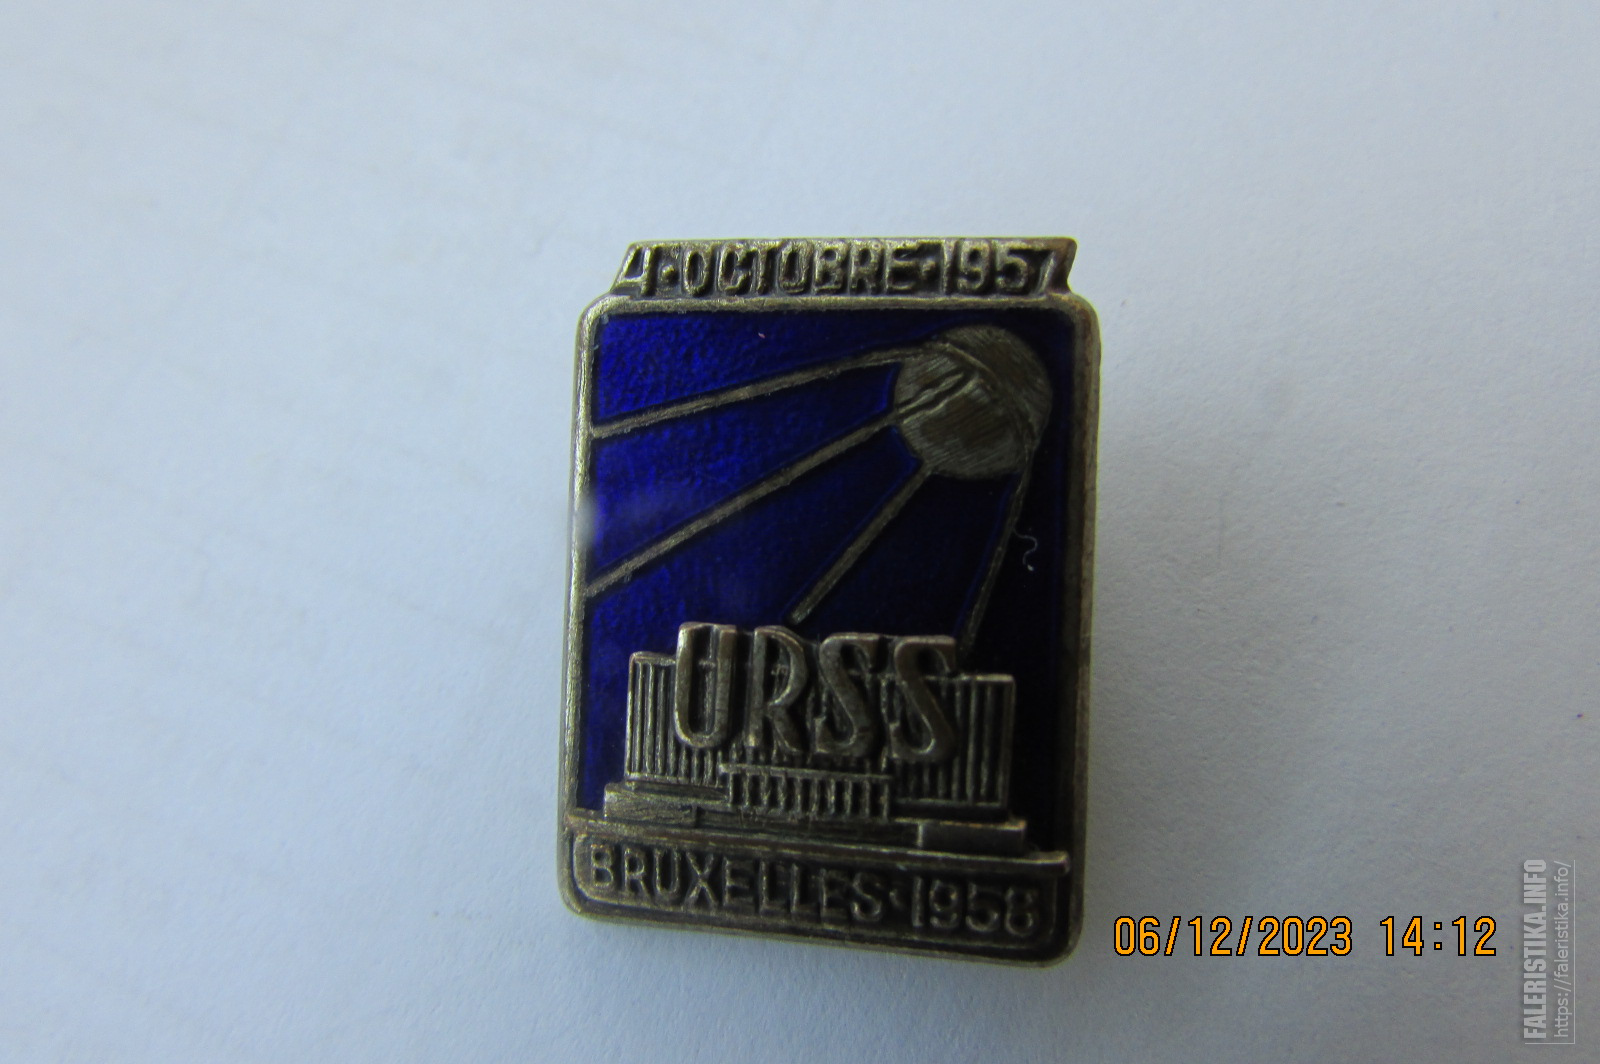 4·OCTOBRE·1957
URSS
BRUXELLES·1958
06/12/2023 14:12
FALERISTIKA.INFO
https://faleristika.info/